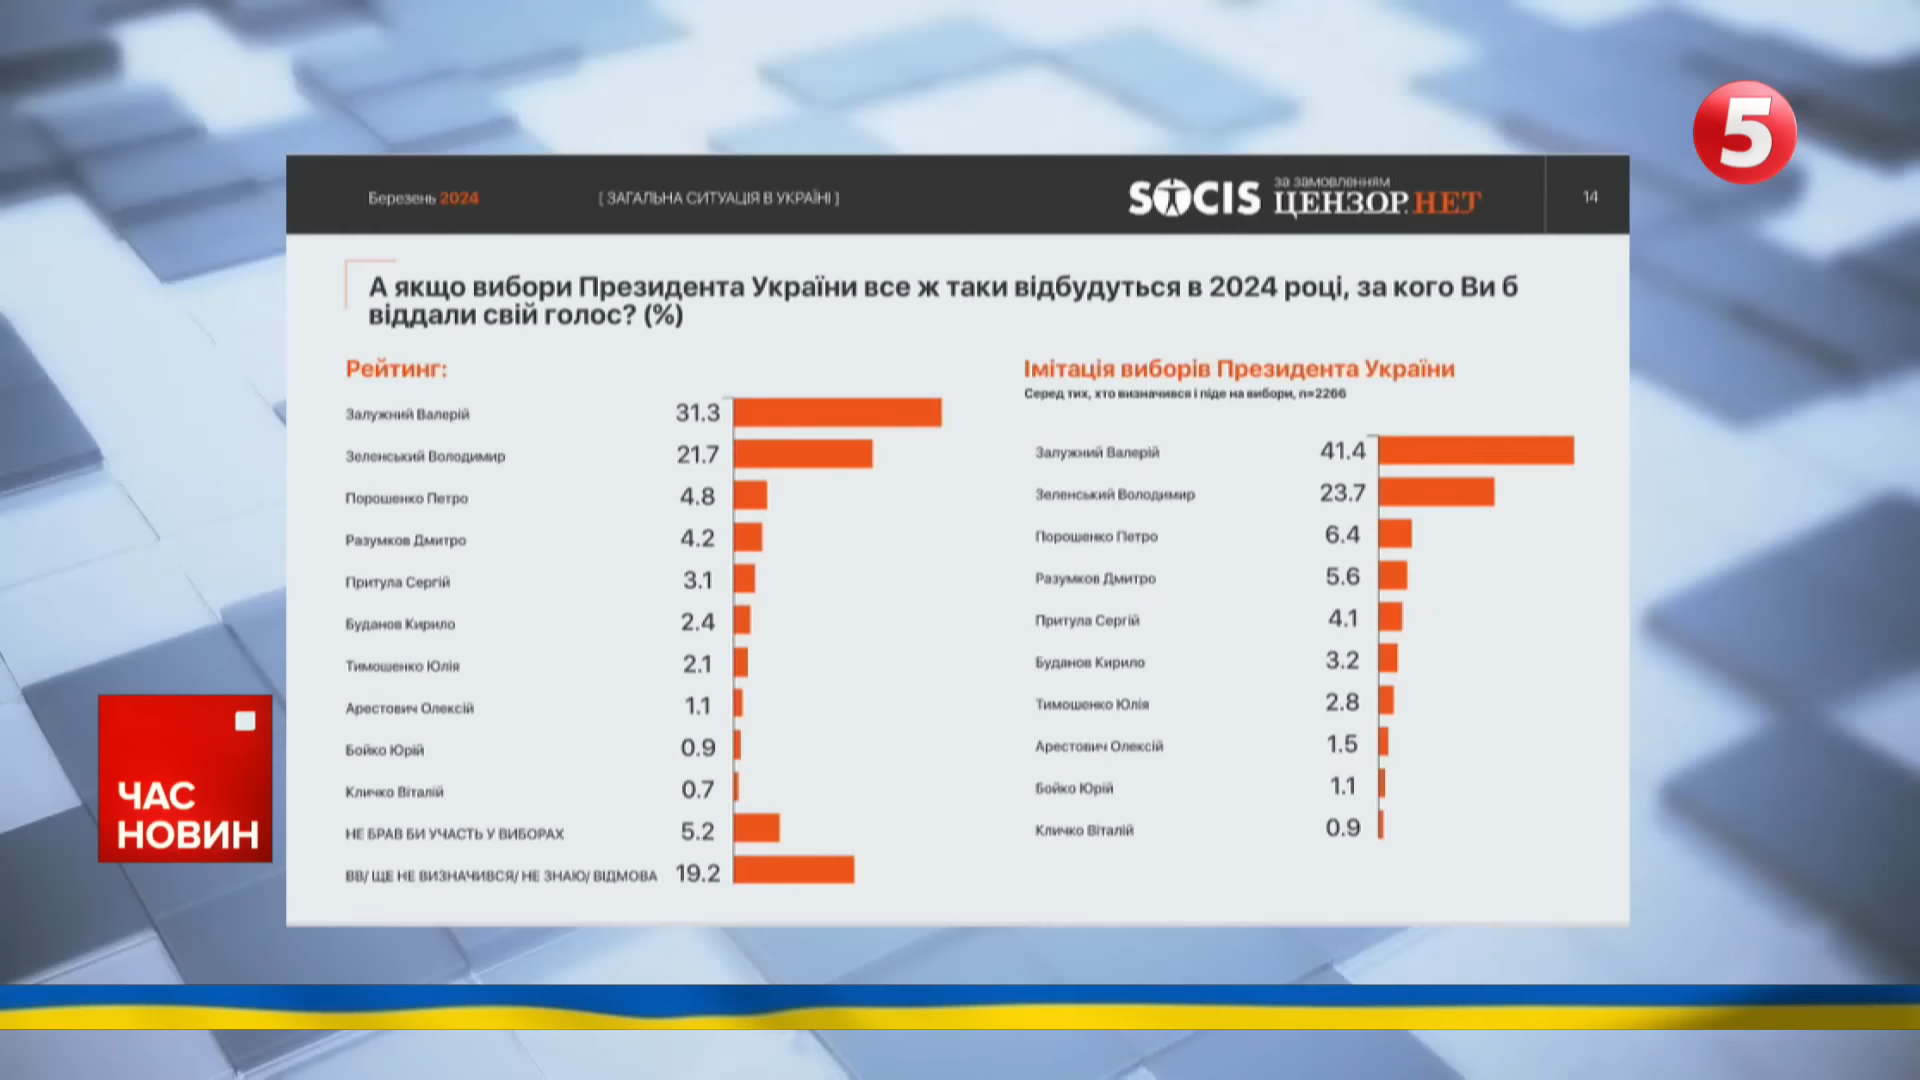 5
Березень 2024
[ ЗАГАЛЬНА СИТУАЦІЯ В УКРАЇНІ ]
SOCIS
за замовленням
ЦЕНЗОР.НЕТ
14
А якщо вибори Президента України все ж таки відбудуться в 2024 році, за кого Ви б
віддали свій голос? (%)
Рейтинг:
Залужний Валерій 31.3
Зеленський Володимир 21.7
Порошенко Петро 4.8
Разумков Дмитро 4.2
Притула Сергій 3.1
Буданов Кирило 2.4
Тимошенко Юлія 2.1
Арестович Олексій 1.1
Бойко Юрій 0.9
Кличко Віталій 0.7
НЕ БРАВ БИ УЧАСТЬ У ВИБОРАХ 5.2
ВВ/ ЩЕ НЕ ВИЗНАЧИВСЯ/ НЕ ЗНАЮ/ ВІДМОВА 19.2
Імітація виборів Президента України
Серед тих, хто визначився і піде на вибори, n=2266
Залужний Валерій 41.4
Зеленський Володимир 23.7
Порошенко Петро 6.4
Разумков Дмитро 5.6
Притула Сергій 4.1
Буданов Кирило 3.2
Тимошенко Юлія 2.8
Арестович Олексій 1.5
Бойко Юрій 1.1
Кличко Віталій 0.9
ЧАС
НОВИН